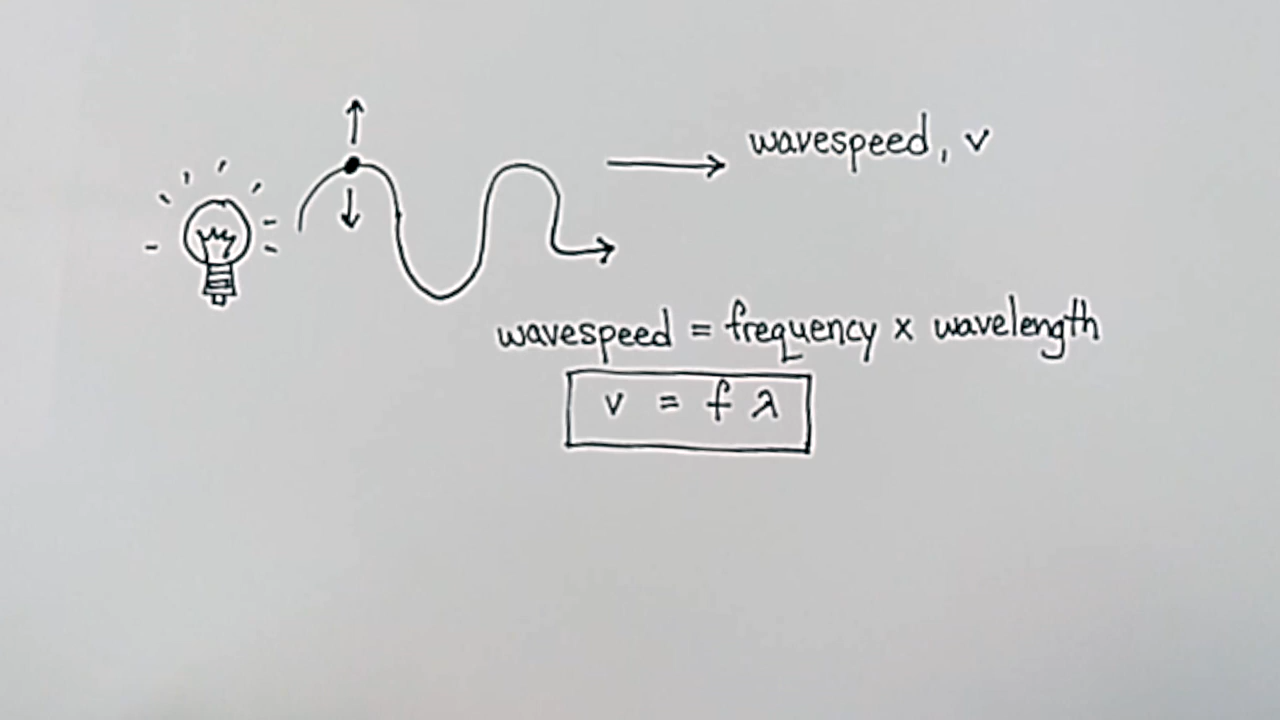 wavespeed, v
wavespeed = frequency x wavelength
v = f λ